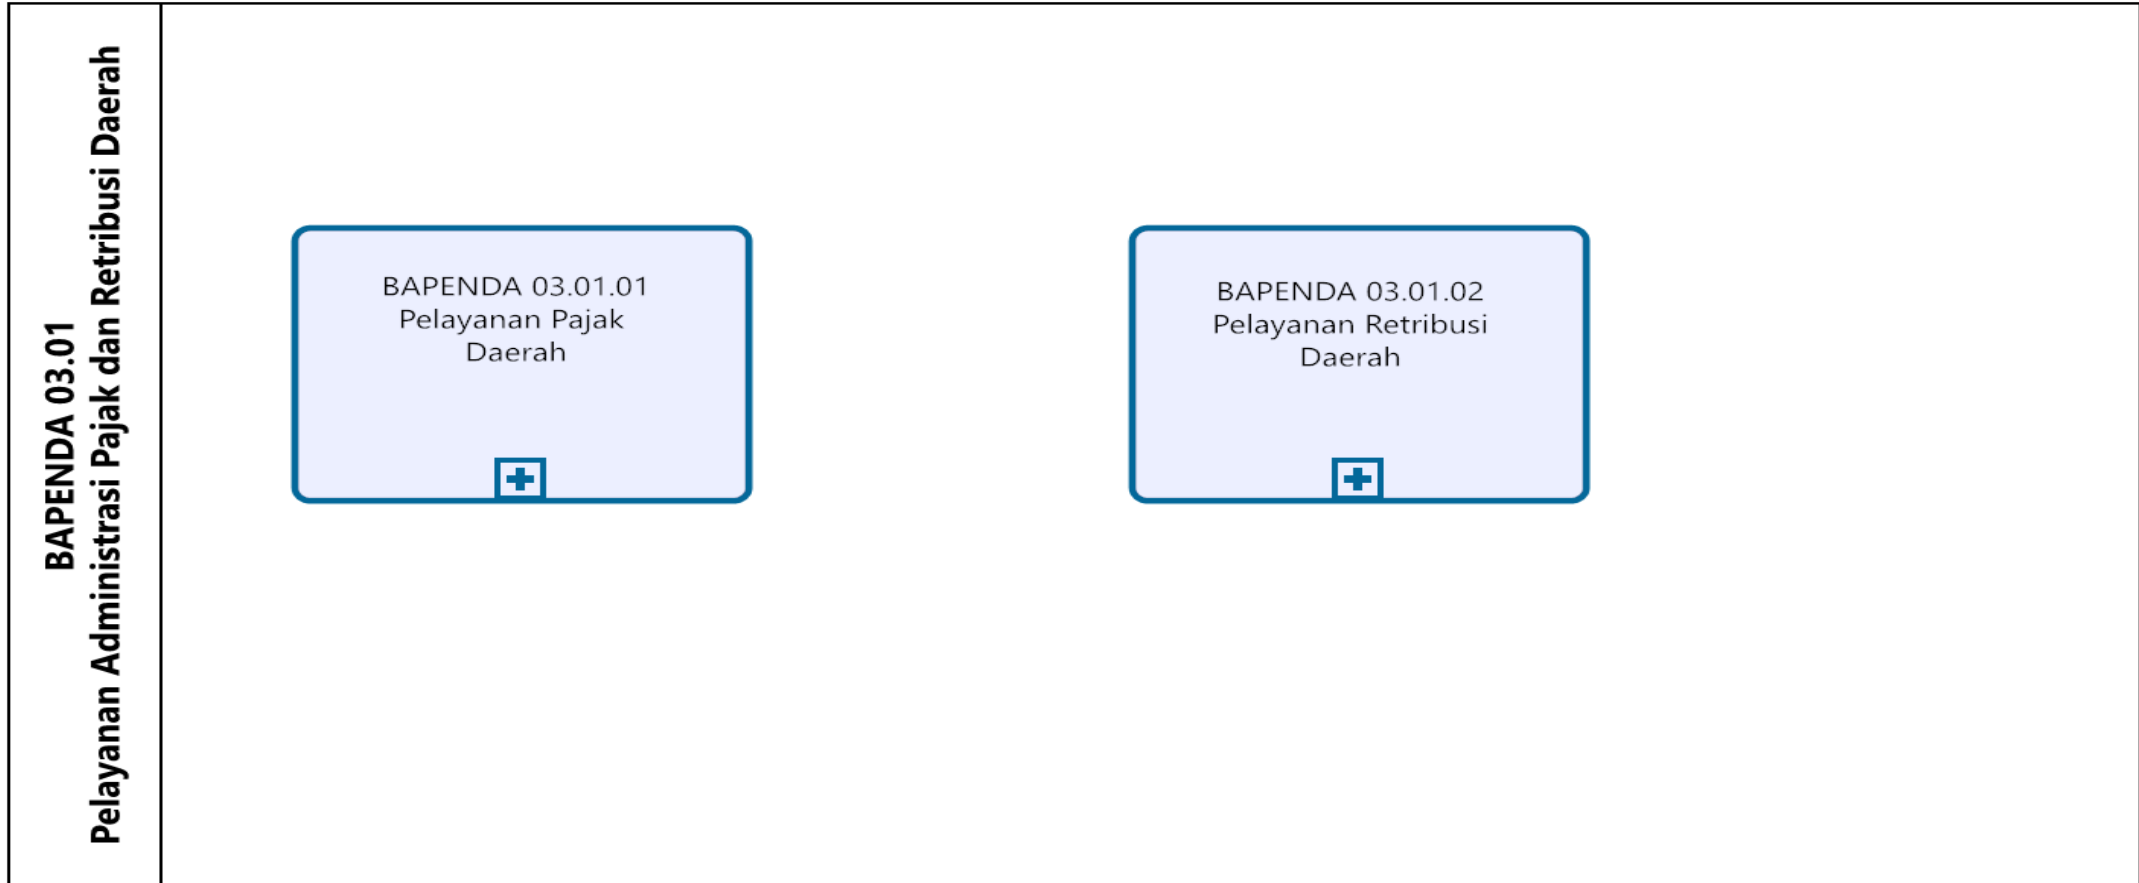 BAPENDA 03.01
Pelayanan Administrasi Pajak dan Retribusi Daerah
BAPENDA 03.01.01
Pelayanan Pajak
Daerah
BAPENDA 03.01.02
Pelayanan Retribusi
Daerah